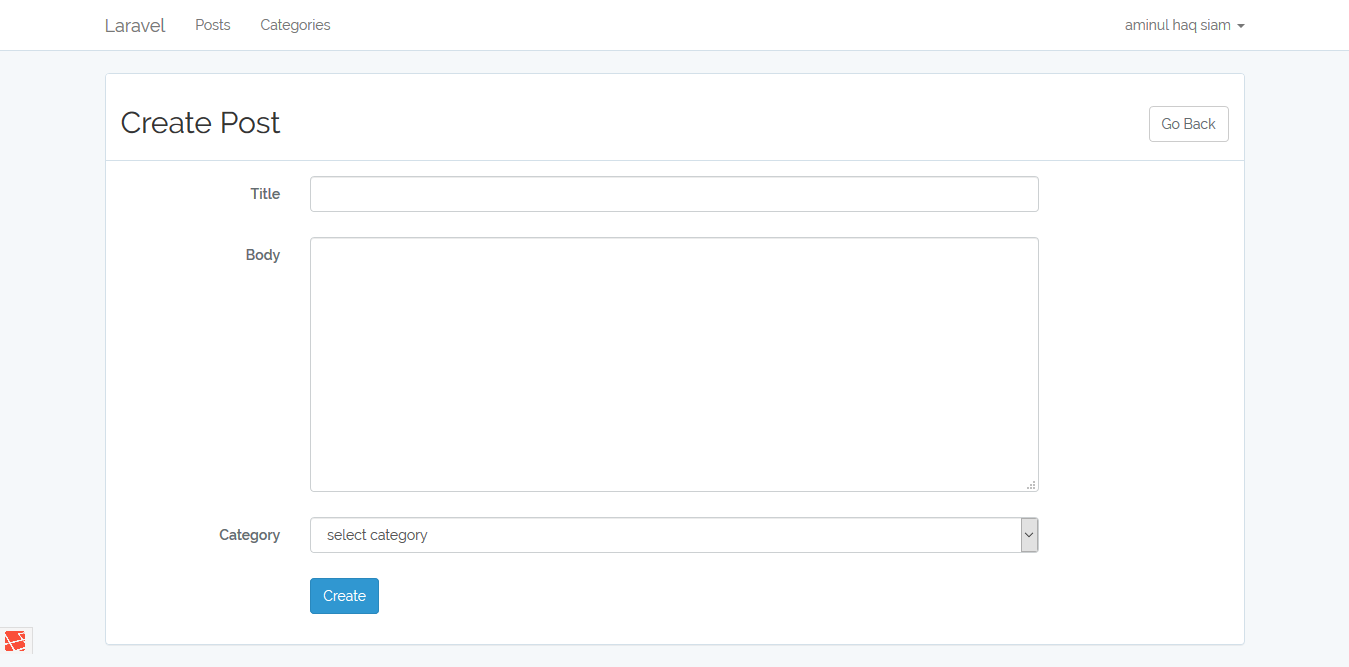 Laravel Posts Categories aminul haq siam
Create Post Go Back
Title
Body
Category select category
Create